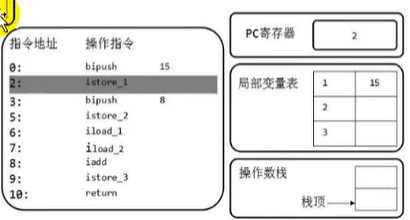 指令地址 操作指令
0: bipush 15
2: istore_1
3: bipush 8
5: istore_2
6: iload_1
7: iload_2
8: iadd
9: istore_3
10: return
PC寄存器 2
局部变量表
1 15
2
3
操作数栈
栈顶